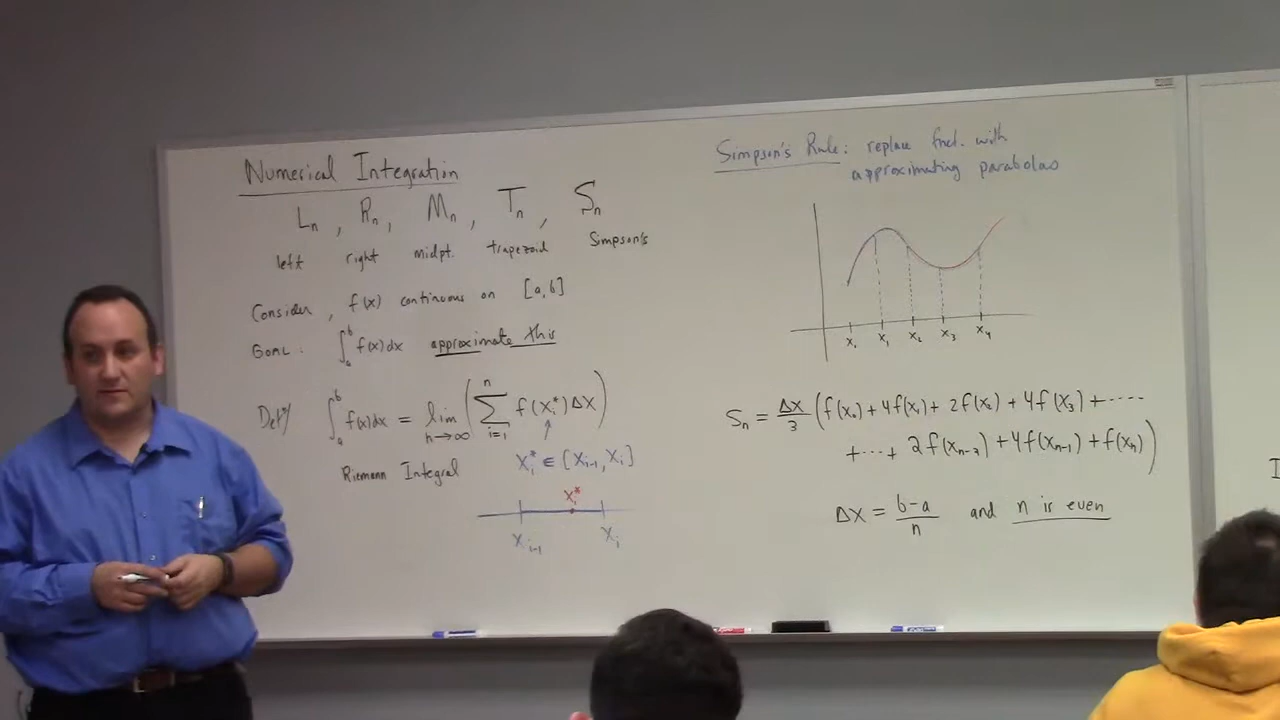 Numerical Integration
Lₙ , Rₙ , Mₙ , Tₙ , Sₙ
left right midpt. trapezoid Simpson's
Consider , f(x) continuous on [a,b]
GOAL : ∫ₐᵇ f(x)dx approximate this
Def'n ∫ₐᵇ f(x)dx = lim n→∞ ( ∑ i=1 n f(xᵢ*)Δx )
Riemann Integral xᵢ* ∈ [xᵢ₋₁, xᵢ]
xᵢ*
xᵢ₋₁ xᵢ
Simpson's Rule: replace fnct. with
approximating parabolas
x₀ x₁ x₂ x₃ x₄
Sₙ = Δx/3 ( f(x₀) + 4f(x₁) + 2f(x₂) + 4f(x₃) + ·····
+ ··· + 2f(xₙ₋₂) + 4f(xₙ₋₁) + f(xₙ) )
Δx = b-a/n and n is even